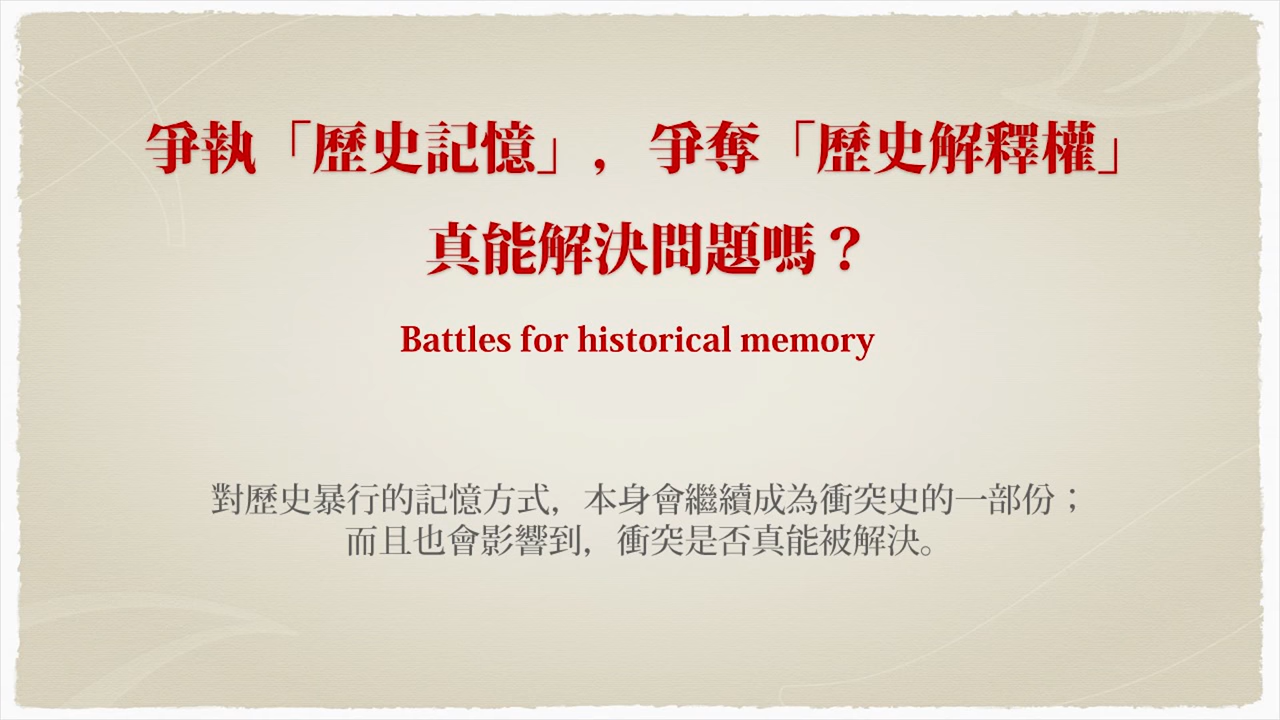 爭執「歷史記憶」，爭奪「歷史解釋權」
真能解決問題嗎？
Battles for historical memory
對歷史暴行的記憶方式，本身會繼續成為衝突史的一部份；
而且也會影響到，衝突是否真能被解決。